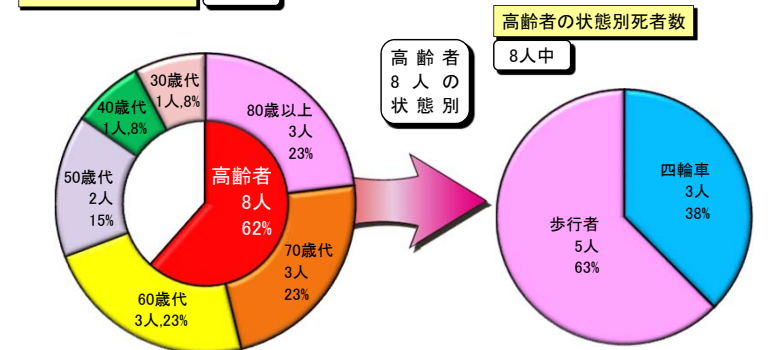 高齢者の状態別死者数
8人中
高齢者
8人の
状態別
30歳代
1人,8%
40歳代
1人,8%
50歳代
2人
15%
60歳代
3人,23%
70歳代
3人
23%
80歳以上
3人
23%
高齢者
8人
62%
四輪車
3人
38%
歩行者
5人
63%